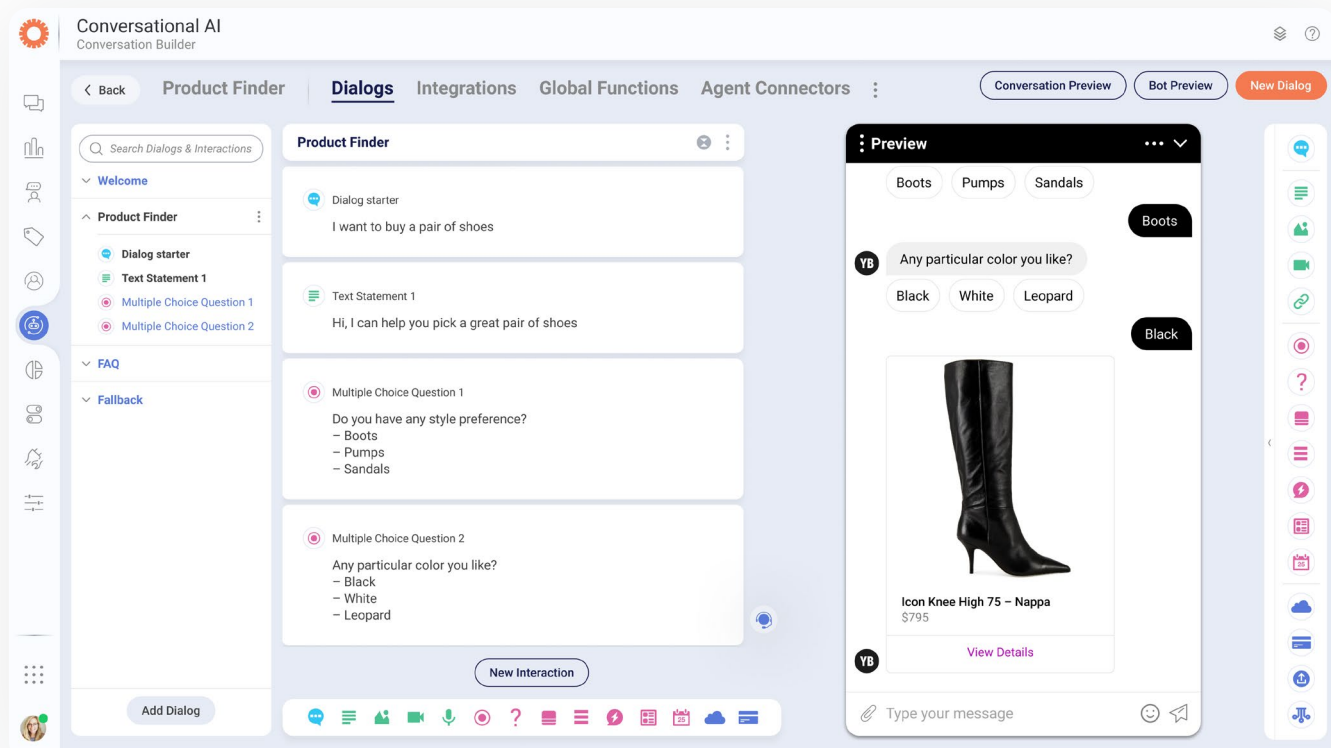 Conversational AI
Conversation Builder
Back
Product Finder
Dialogs
Integrations
Global Functions
Agent Connectors
Conversation Preview
Bot Preview
New Dialog
Search Dialogs & Interactions
Welcome
Product Finder
Dialog starter
Text Statement 1
Multiple Choice Question 1
Multiple Choice Question 2
FAQ
Fallback
Add Dialog
Product Finder
Dialog starter
I want to buy a pair of shoes
Text Statement 1
Hi, I can help you pick a great pair of shoes
Multiple Choice Question 1
Do you have any style preference?
– Boots
– Pumps
– Sandals
Multiple Choice Question 2
Any particular color you like?
– Black
– White
– Leopard
New Interaction
25
Preview
Boots
Pumps
Sandals
Boots
YB
Any particular color you like?
Black
White
Leopard
Black
Icon Knee High 75 – Nappa
$795
View Details
YB
Type your message
25